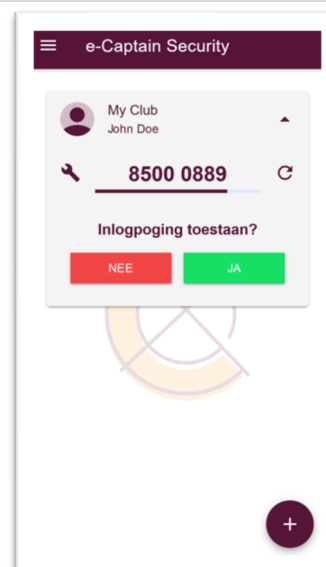 e-Captain Security
My Club
John Doe
8500 0889
Inlogpoging toestaan?
NEE
JA